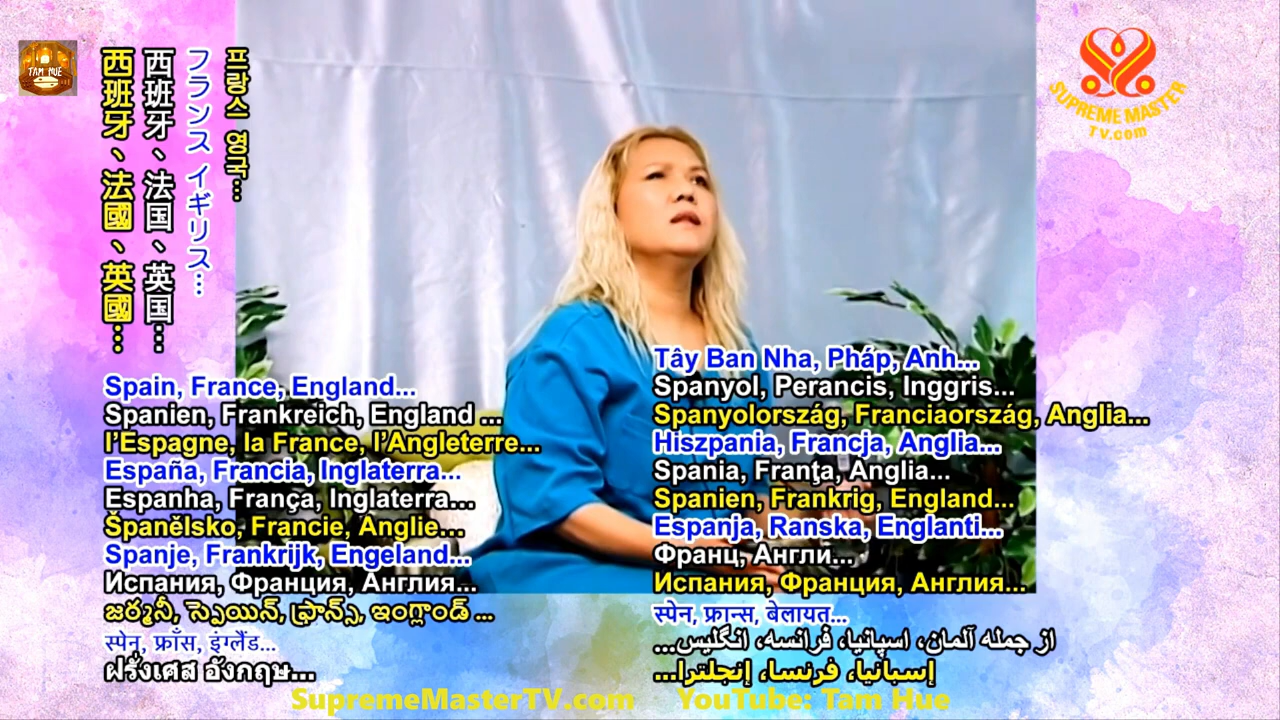 TAM HUE
西班牙、法國、英國…
西班牙、法国、英国…
フランス イギリス…
프랑스 영국…
SUPREME MASTER
TV.com
Spain, France, England...
Spanien, Frankreich, England ...
l'Espagne, la France, l'Angleterre...
España, Francia, Inglaterra...
Espanha, França, Inglaterra...
Španělsko, Francie, Anglie...
Spanje, Frankrijk, Engeland...
Испания, Франция, Англия...
జర్మనీ, స్పెయిన్, ఫ్రాన్స్, ఇంగ్లాండ్ ...
स्पेन, फ्राँस, इंग्लैंड...
ฝรั่งเศส อังกฤษ...
Tây Ban Nha, Pháp, Anh...
Spanyol, Perancis, Inggris...
Spanyolország, Franciaország, Anglia...
Hiszpania, Francja, Anglia...
Spania, Franţa, Anglia...
Spanien, Frankrig, England...
Espanja, Ranska, Englanti...
Франц, Англи...
Испания, Франция, Англия...
स्पेन, फ्रान्स, बेलायत...
از جمله آلمان، اسپانیا، فرانسه، انگلیس...
إسبانيا، فرنسا، إنجلترا...
SupremeMasterTV.com YouTube: Tam Hue